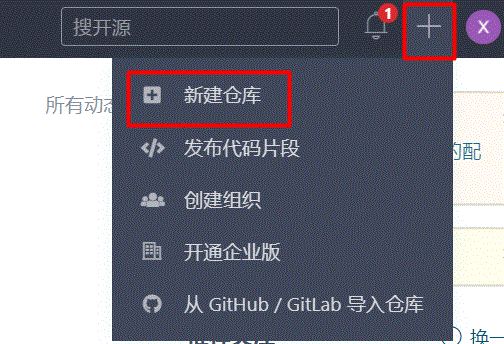 搜开源
1
X
所有动态
新建仓库
发布代码片段
的配
创建组织
开通企业版
从 GitHub / GitLab 导入仓库
换一